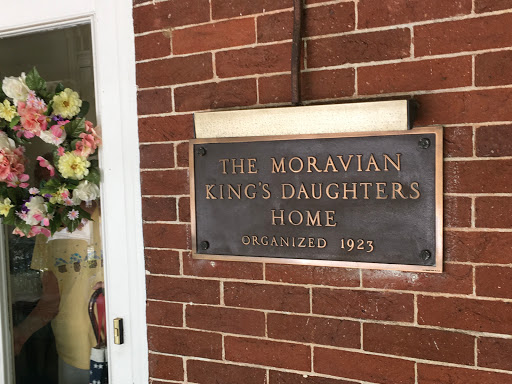 THE MORAVIAN
KING'S DAUGHTERS
HOME
ORGANIZED 1923